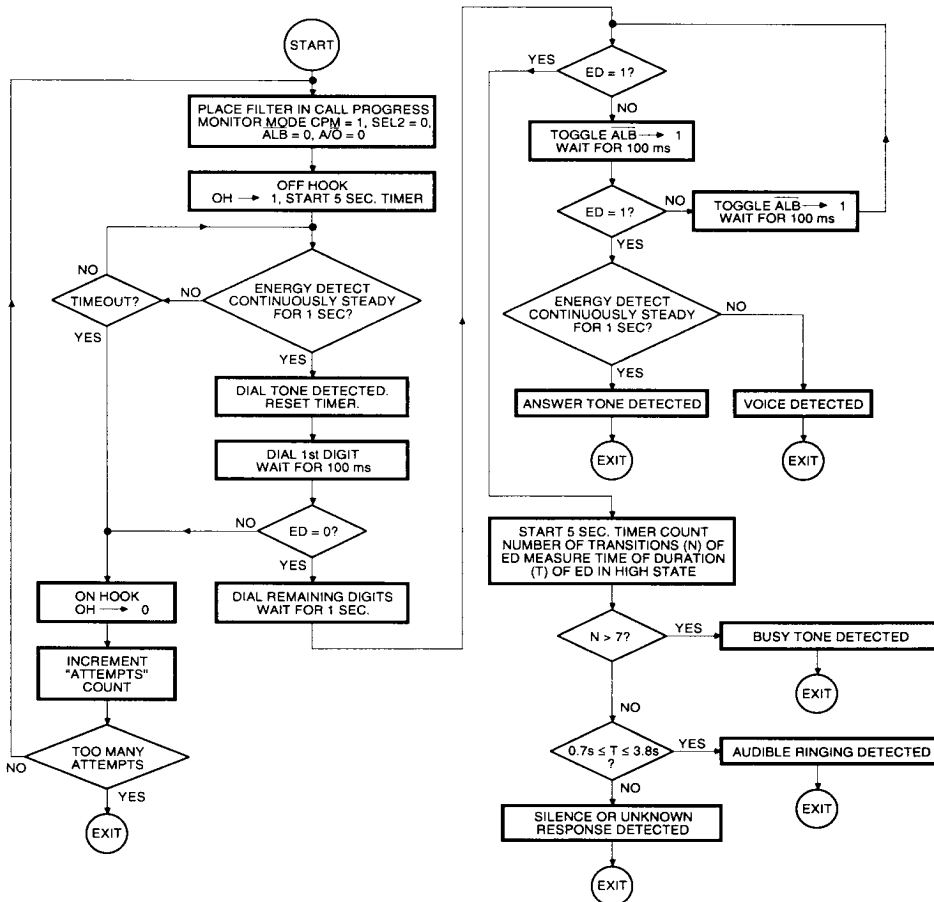 START
PLACE FILTER IN CALL PROGRESS
MONITOR MODE CPM = 1, SEL2 = 0,
A̅L̅B̅ = 0, A/O̅ = 0
OFF HOOK
OH → 1, START 5 SEC. TIMER
NO
TIMEOUT?
NO
ENERGY DETECT
CONTINUOUSLY STEADY
FOR 1 SEC?
YES
YES
DIAL TONE DETECTED.
RESET TIMER.
DIAL 1st DIGIT
WAIT FOR 100 ms
NO
ED = 0?
YES
ON HOOK
OH → 0
DIAL REMAINING DIGITS
WAIT FOR 1 SEC.
INCREMENT
"ATTEMPTS"
COUNT
TOO MANY
ATTEMPTS
NO
YES
EXIT
YES
ED = 1?
NO
TOGGLE A̅L̅B̅ → 1
WAIT FOR 100 ms
ED = 1?
NO
TOGGLE A̅L̅B̅ → 1
WAIT FOR 100 ms
YES
ENERGY DETECT
CONTINUOUSLY STEADY
FOR 1 SEC?
NO
YES
ANSWER TONE DETECTED
VOICE DETECTED
EXIT
EXIT
START 5 SEC. TIMER COUNT
NUMBER OF TRANSITIONS (N) OF
ED MEASURE TIME OF DURATION
(T) OF ED IN HIGH STATE
N > 7?
YES
BUSY TONE DETECTED
EXIT
NO
0.7s ≤ T ≤ 3.8s
?
YES
AUDIBLE RINGING DETECTED
EXIT
NO
SILENCE OR UNKNOWN
RESPONSE DETECTED
EXIT